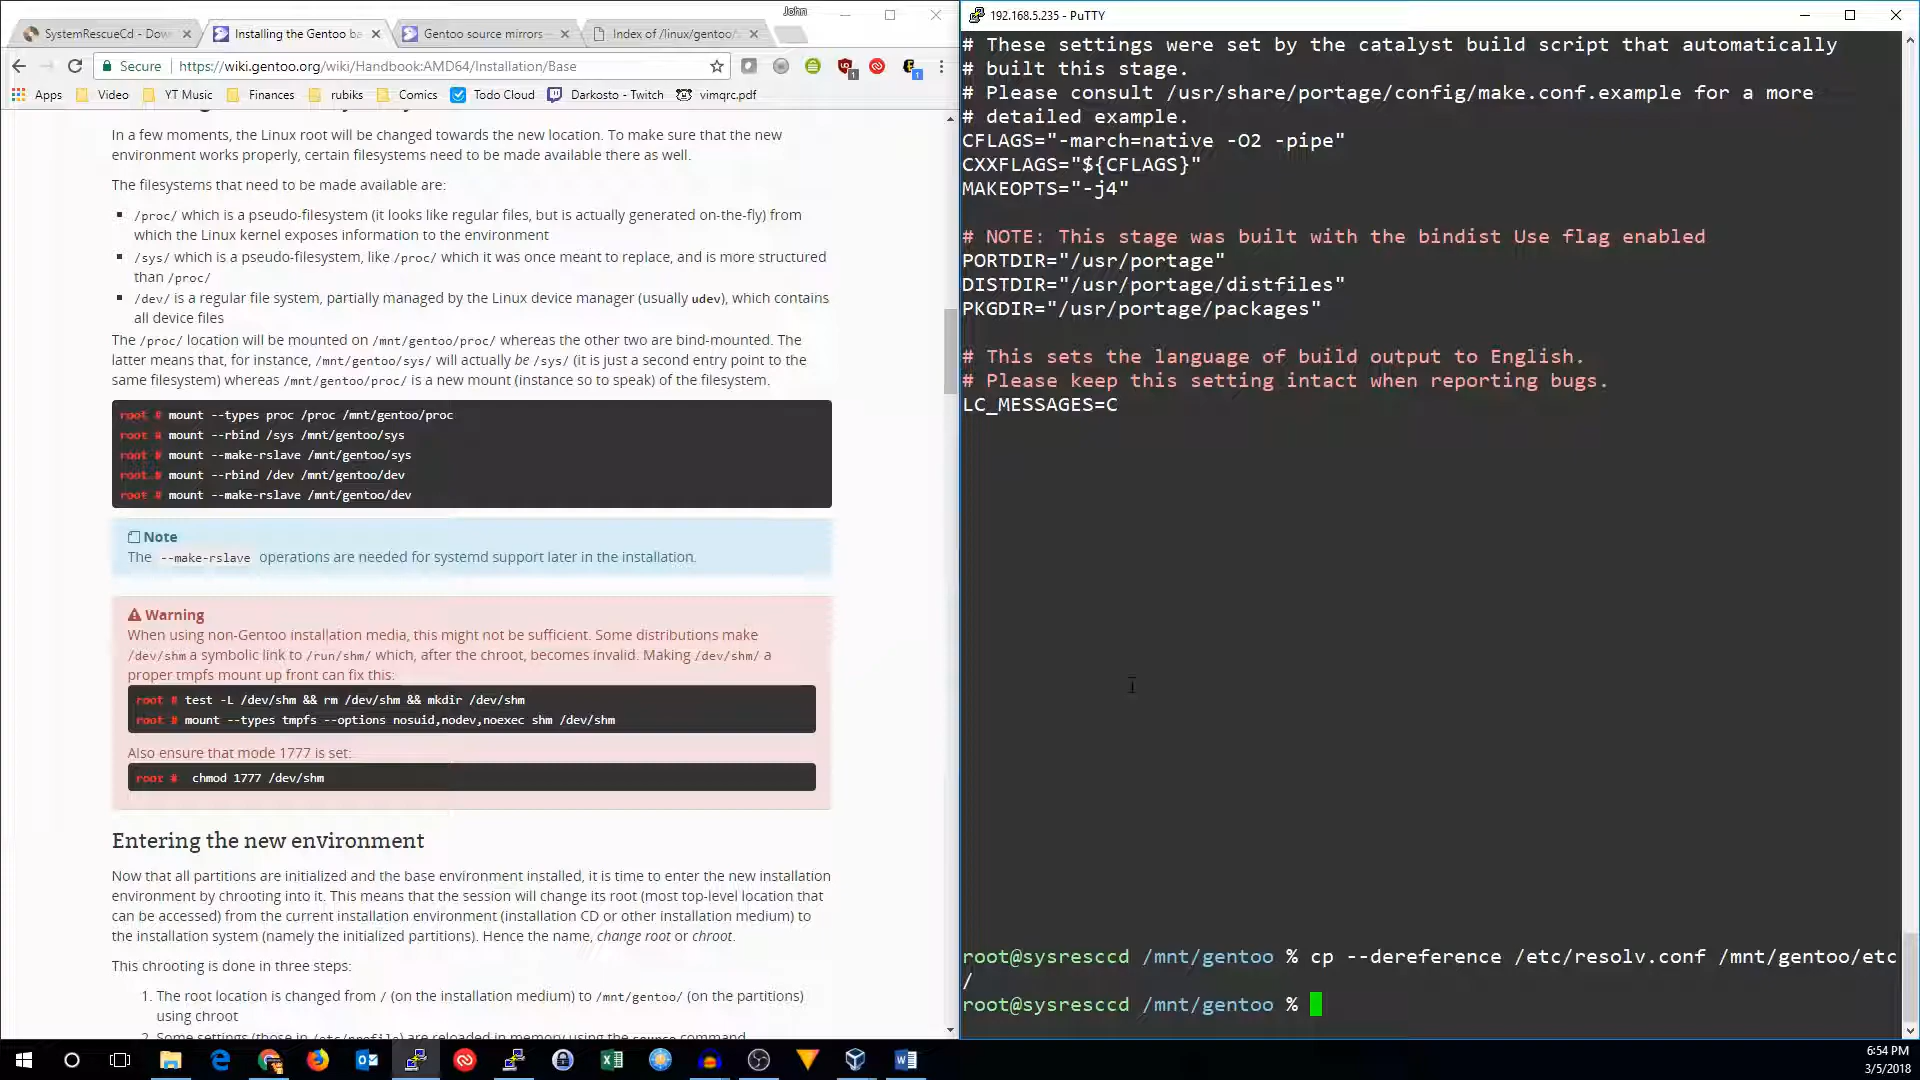 John
SystemRescueCd - Dow
Installing the Gentoo ba
Gentoo source mirrors -
Index of /linux/gentoo/
Secure
https://wiki.gentoo.org/wiki/Handbook:AMD64/Installation/Base
Apps
Video
YT Music
Finances
rubiks
Comics
Todo Cloud
Darkosto - Twitch
vimqrc.pdf
In a few moments, the Linux root will be changed towards the new location. To make sure that the new
environment works properly, certain filesystems need to be made available there as well.
The filesystems that need to be made available are:
/proc/ which is a pseudo-filesystem (it looks like regular files, but is actually generated on-the-fly) from
which the Linux kernel exposes information to the environment
/sys/ which is a pseudo-filesystem, like /proc/ which it was once meant to replace, and is more structured
than /proc/
/dev/ is a regular file system, partially managed by the Linux device manager (usually udev), which contains
all device files
The /proc/ location will be mounted on /mnt/gentoo/proc/ whereas the other two are bind-mounted. The
latter means that, for instance, /mnt/gentoo/sys/ will actually be /sys/ (it is just a second entry point to the
same filesystem) whereas /mnt/gentoo/proc/ is a new mount (instance so to speak) of the filesystem.
root # mount --types proc /proc /mnt/gentoo/proc
root # mount --rbind /sys /mnt/gentoo/sys
root # mount --make-rslave /mnt/gentoo/sys
root # mount --rbind /dev /mnt/gentoo/dev
root # mount --make-rslave /mnt/gentoo/dev
Note
The --make-rslave operations are needed for systemd support later in the installation.
Warning
When using non-Gentoo installation media, this might not be sufficient. Some distributions make
/dev/shm a symbolic link to /run/shm/ which, after the chroot, becomes invalid. Making /dev/shm/ a
proper tmpfs mount up front can fix this:
root # test -L /dev/shm && rm /dev/shm && mkdir /dev/shm
root # mount --types tmpfs --options nosuid,nodev,noexec shm /dev/shm
Also ensure that mode 1777 is set:
root # chmod 1777 /dev/shm
Entering the new environment
Now that all partitions are initialized and the base environment installed, it is time to enter the new installation
environment by chrooting into it. This means that the session will change its root (most top-level location that
can be accessed) from the current installation environment (installation CD or other installation medium) to
the installation system (namely the initialized partitions). Hence the name, change root or chroot.
This chrooting is done in three steps:
1. The root location is changed from / (on the installation medium) to /mnt/gentoo/ (on the partitions)
using chroot
2. Some settings (those in /etc/profile) are reloaded in memory using the source command
192.168.5.235 - PuTTY
# These settings were set by the catalyst build script that automatically
# built this stage.
# Please consult /usr/share/portage/config/make.conf.example for a more
# detailed example.
CFLAGS="-march=native -O2 -pipe"
CXXFLAGS="${CFLAGS}"
MAKEOPTS="-j4"
# NOTE: This stage was built with the bindist Use flag enabled
PORTDIR="/usr/portage"
DISTDIR="/usr/portage/distfiles"
PKGDIR="/usr/portage/packages"
# This sets the language of build output to English.
# Please keep this setting intact when reporting bugs.
LC_MESSAGES=C
root@sysresccd /mnt/gentoo % cp --dereference /etc/resolv.conf /mnt/gentoo/etc
/
root@sysresccd /mnt/gentoo %
6:54 PM
3/5/2018